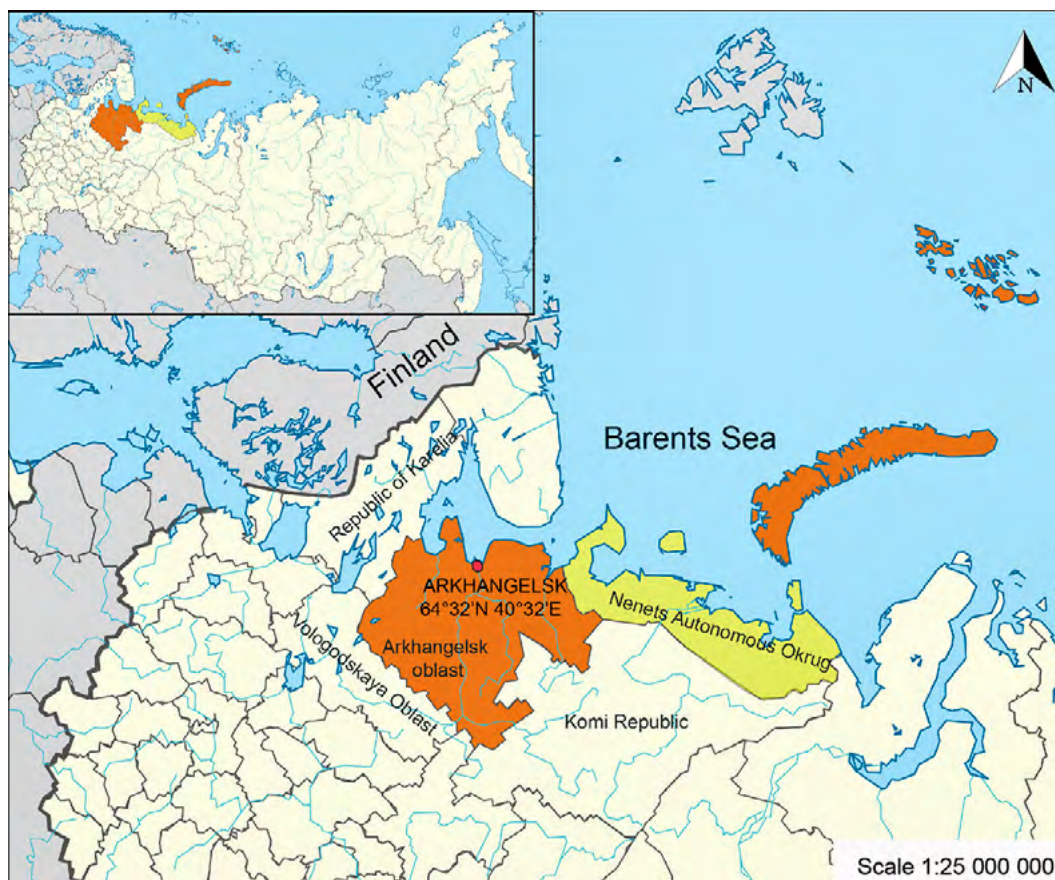 N
Finland
Republic of Karelia
Barents Sea
ARKHANGELSK
64°32'N 40°32'E
Nenets Autonomous Okrug
Arkhangelsk
oblast
Vologodskaya Oblast
Komi Republic
Scale 1:25 000 000